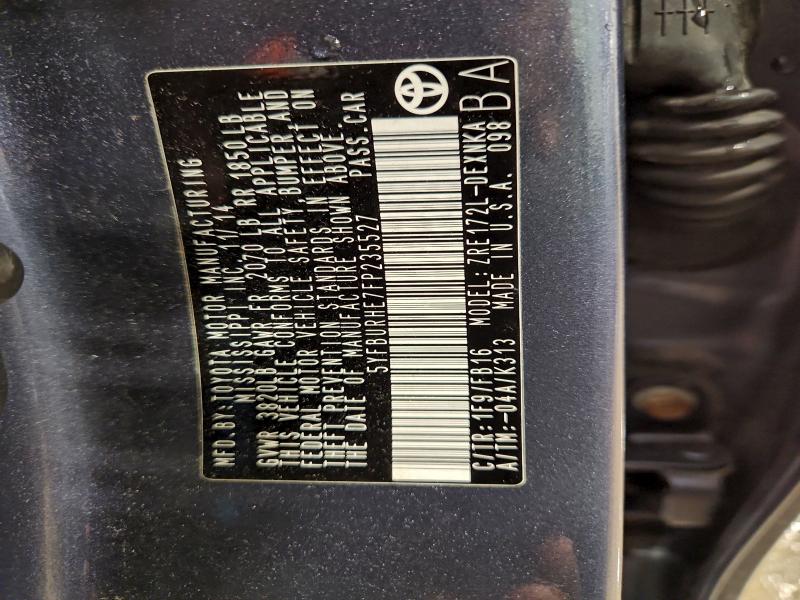 MFD. BY: TOYOTA MOTOR MANUFACTURING
MISSISSIPPI INC. 11/14
GVWR 3820LB GAWR FR 2070 LB RR 1850LB
THIS VEHICLE CONFORMS TO ALL APPLICABLE
FEDERAL MOTOR VEHICLE SAFETY, BUMPER, AND
THEFT PREVENTION STANDARDS IN EFFECT ON
THE DATE OF MANUFACTURE SHOWN ABOVE.
5YFBURHE7FP235527 PASS.CAR
C/TR: 1F9/FB16 MODEL: ZRE172L-DEXNKA
A/TM: -04A/K313 MADE IN U.S.A. 098 BA